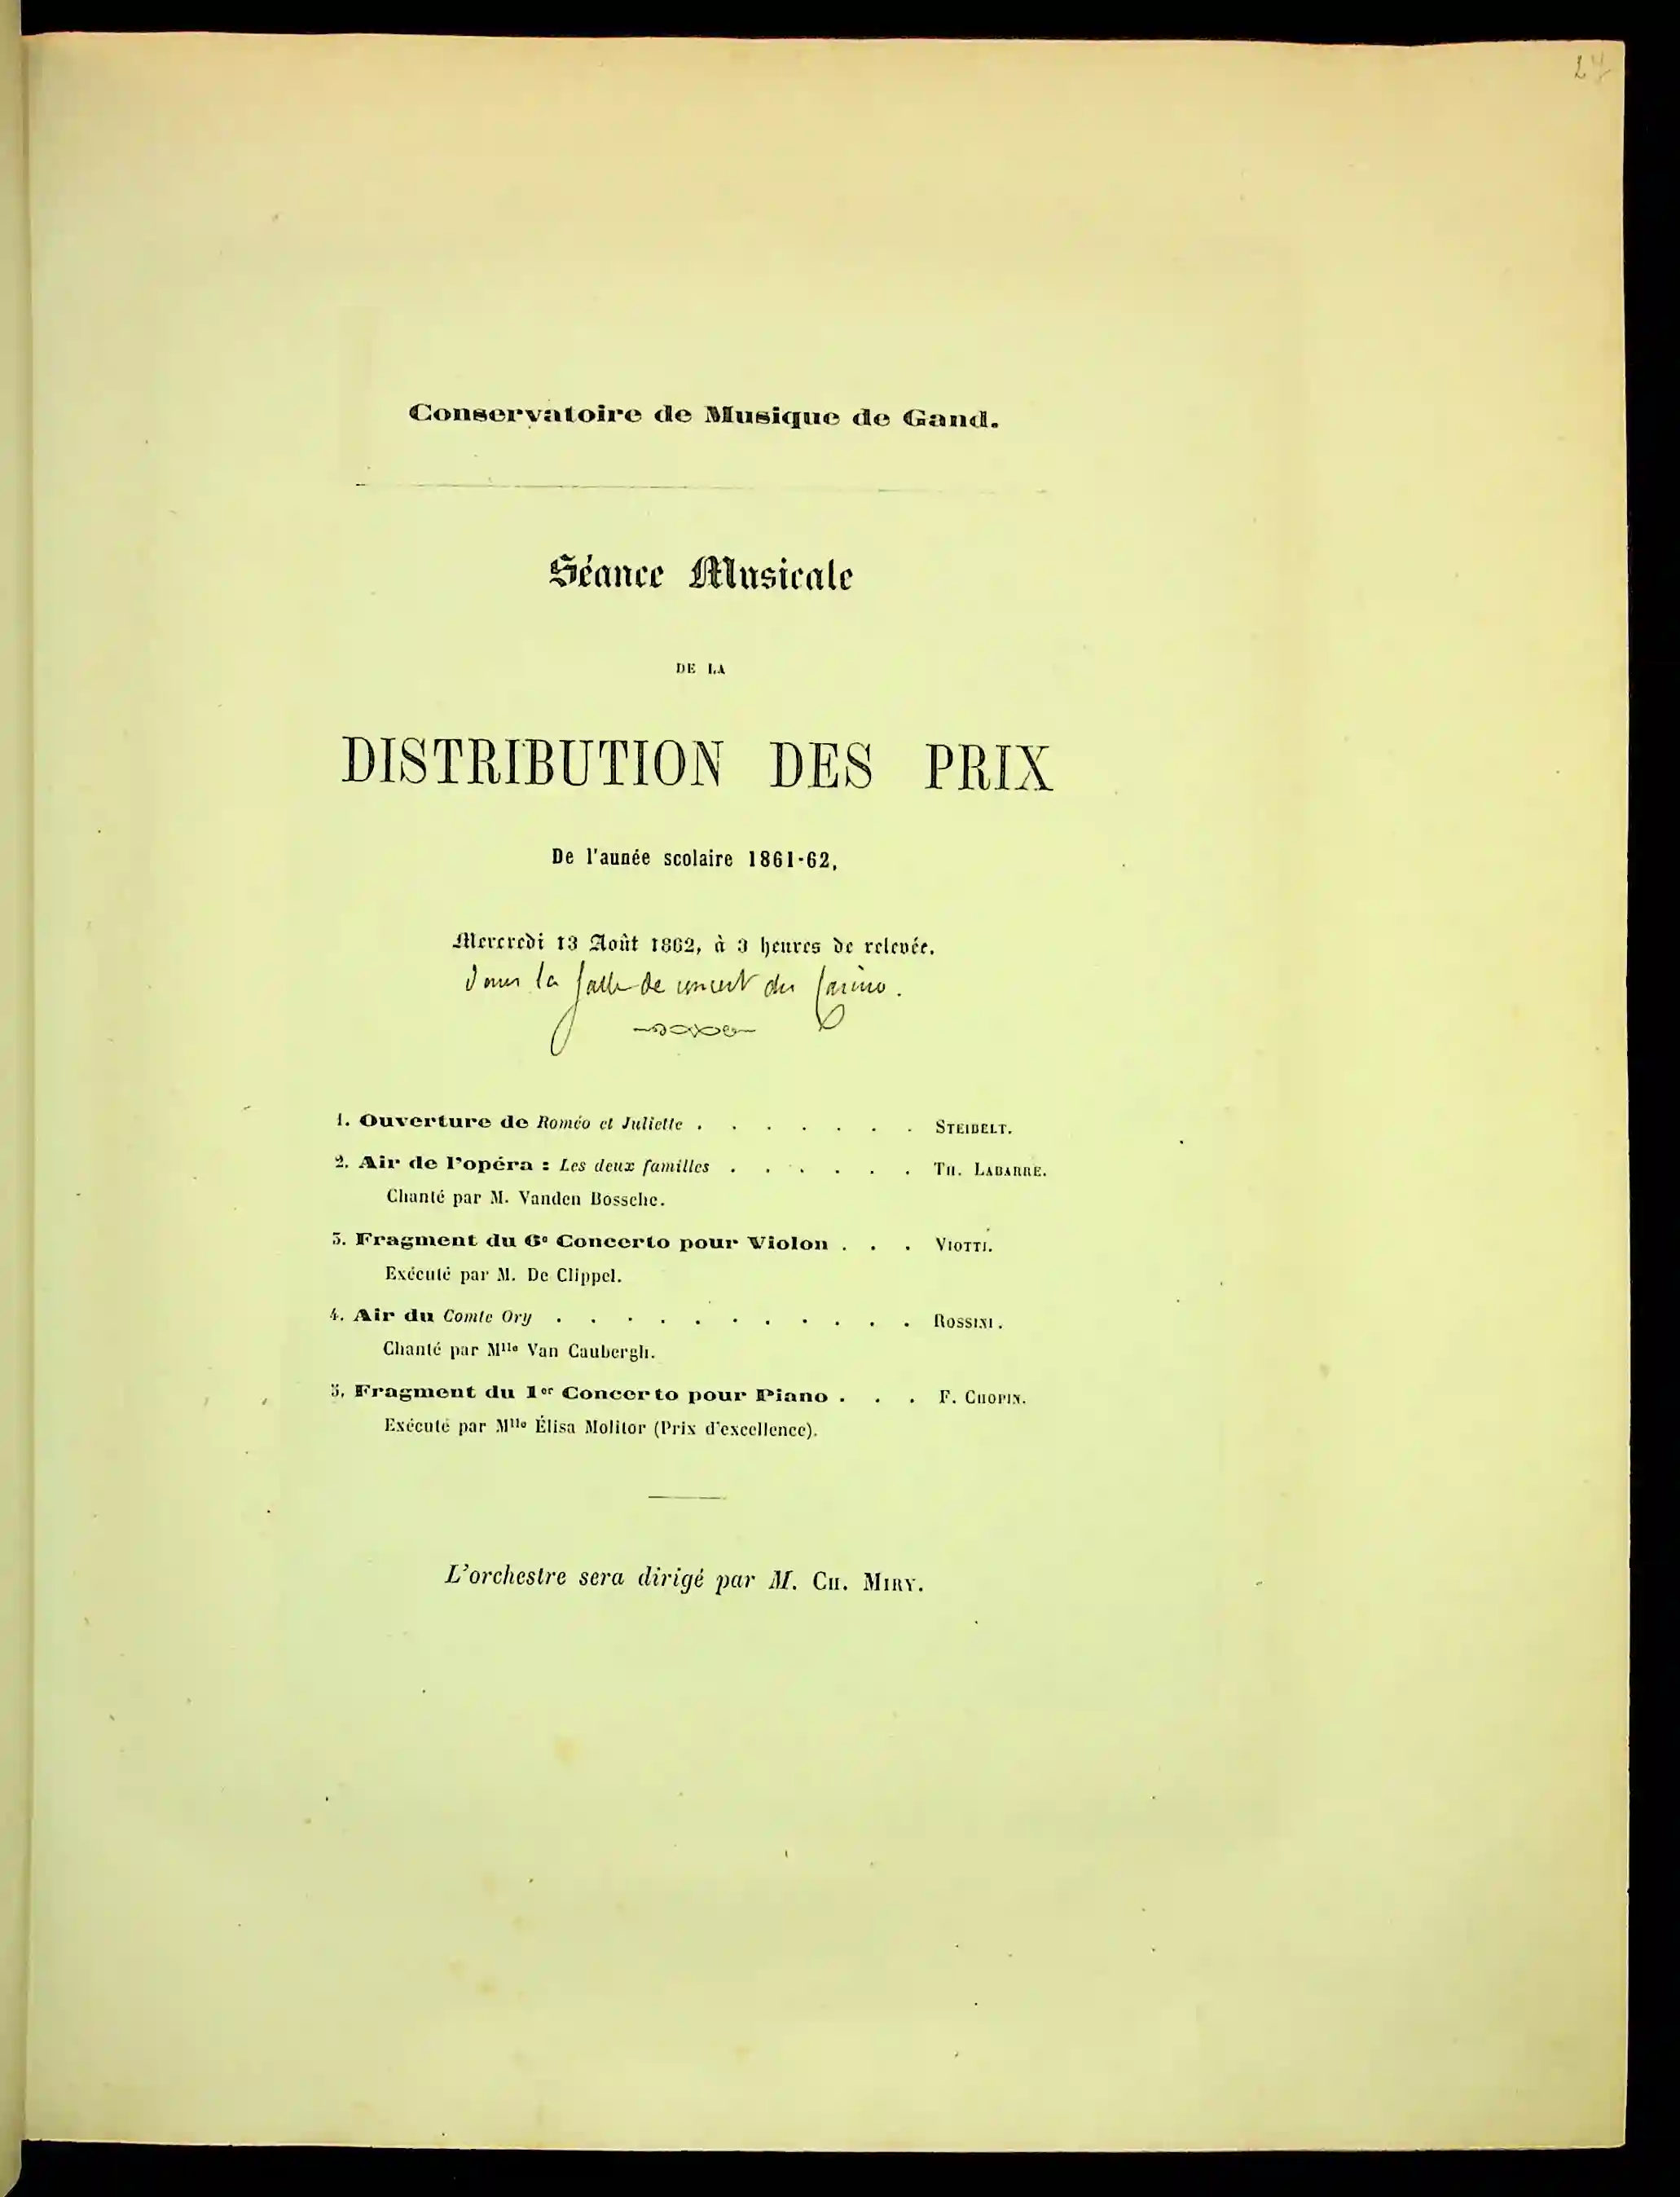 27
Conservatoire de Musique de Gand.
Séance Musicale
DE LA
DISTRIBUTION DES PRIX
De l'année scolaire 1861-62,
Mercredi 13 Août 1862, à 3 heures de relevée.
dans la Salle de concert du Casino.
1. Ouverture de Roméo et Juliette . . . . . . . STEIBELT.
2. Air de l'opéra : Les deux familles . . . . . . TH. LABARRE.
Chanté par M. Vanden Bossche.
3. Fragment du 6e Concerto pour Violon . . . VIOTTI.
Exécuté par M. De Clippel.
4. Air du Comte Ory . . . . . . . . . . . ROSSINI.
Chanté par Mlle Van Caubergh.
5. Fragment du 1er Concerto pour Piano . . . F. CHOPIN.
Exécuté par Mlle Élisa Molitor (Prix d'excellence).
L'orchestre sera dirigé par M. CH. MIRY.